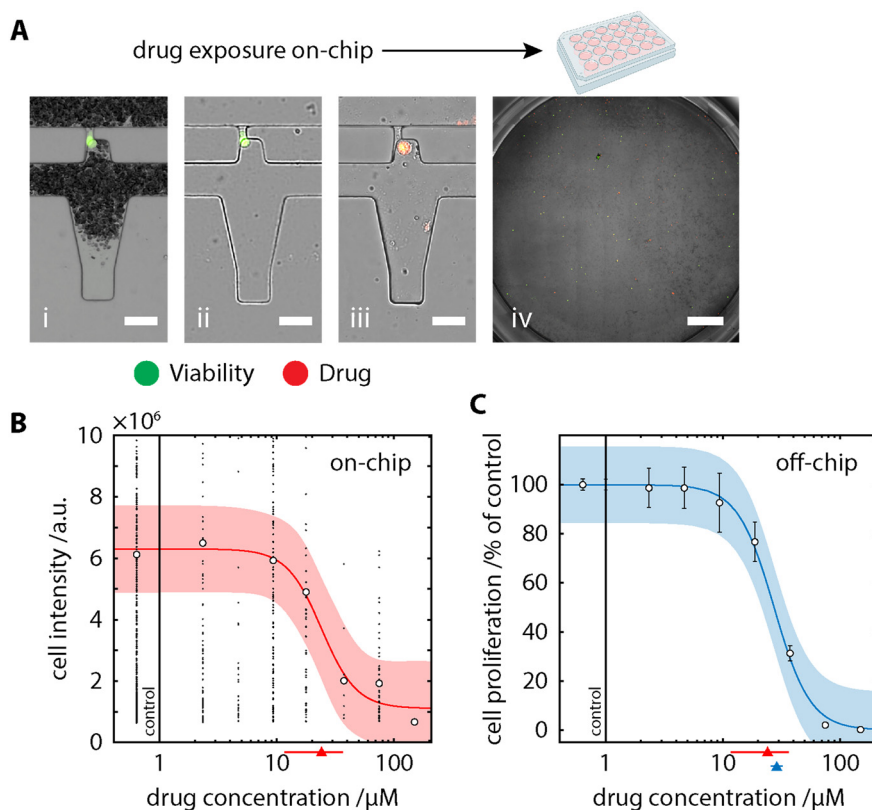 A
drug exposure on-chip
i
ii
iii
iv
Viability
Drug
B
×10⁶
on-chip
10
8
6
4
2
0
cell intensity /a.u.
control
1
10
100
drug concentration /µM
C
off-chip
100
80
60
40
20
0
cell proliferation /% of control
control
1
10
100
drug concentration /µM